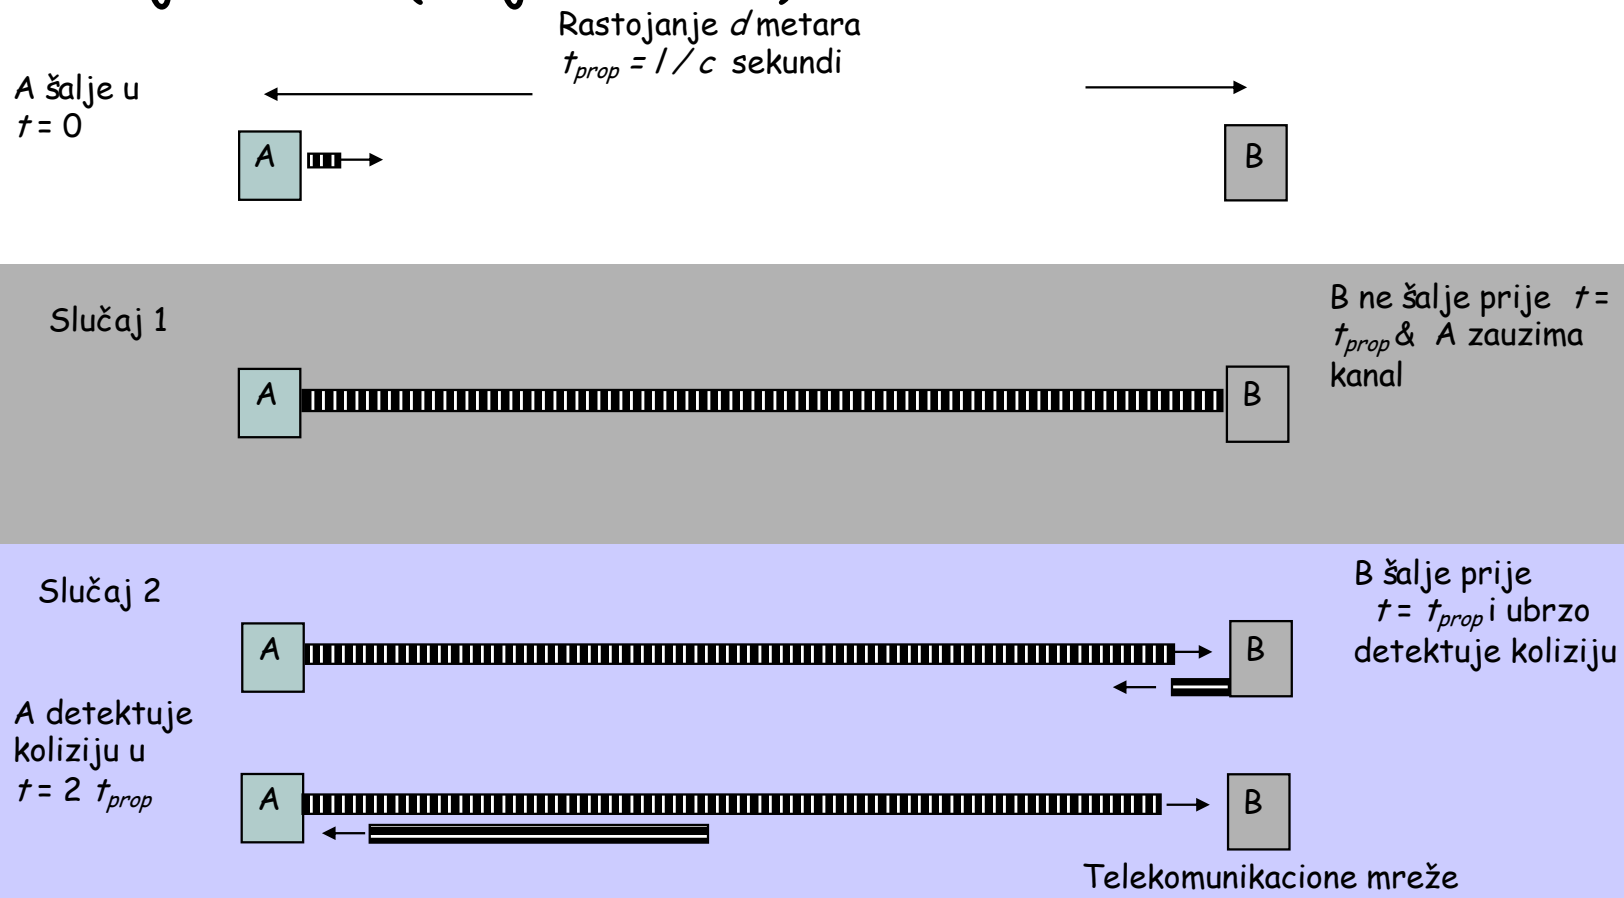 Rastojanje d metara
t_prop = l / c sekundi
A šalje u
t = 0
A
B
Slučaj 1
B ne šalje prije t =
t_prop & A zauzima
kanal
A
B
Slučaj 2
B šalje prije
t = t_prop i ubrzo
detektuje koliziju
A
B
A detektuje
koliziju u
t = 2 t_prop
A
B
Telekomunikacione mreže